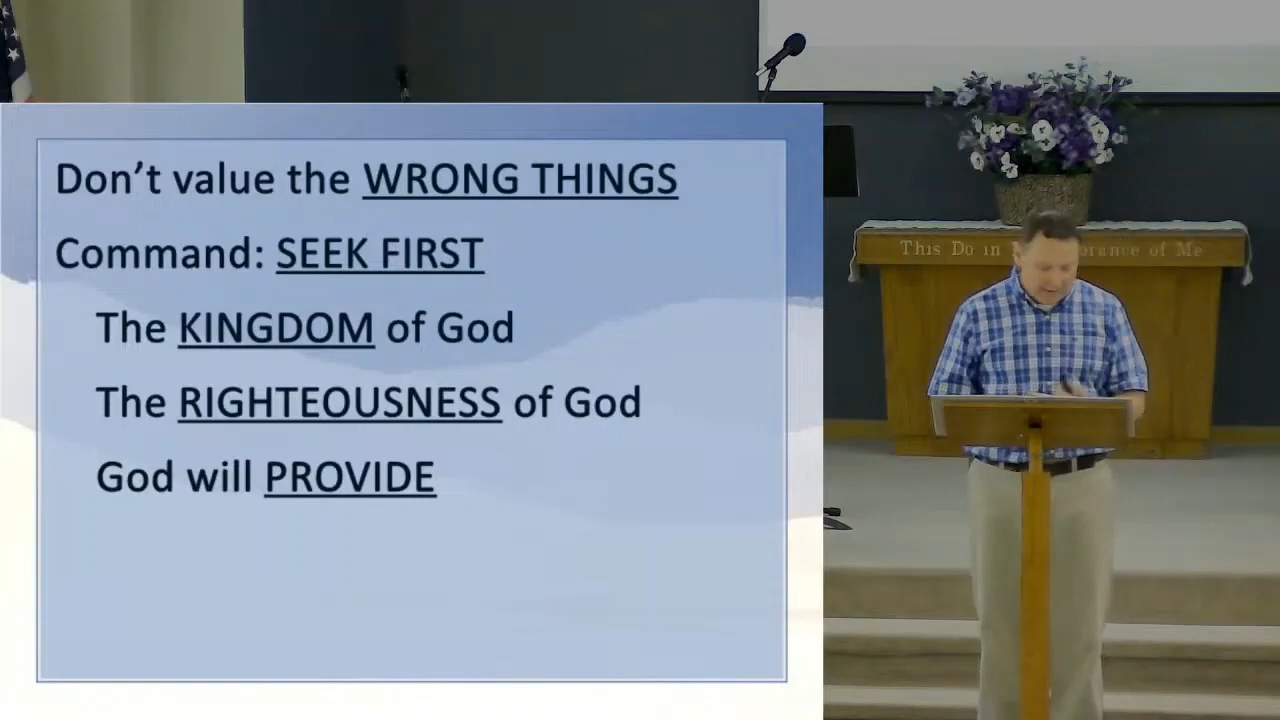 Don't value the WRONG THINGS
Command: SEEK FIRST
The KINGDOM of God
The RIGHTEOUSNESS of God
God will PROVIDE
This Do in rance of Me